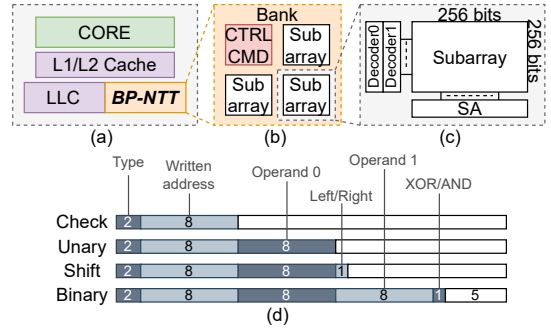 CORE
L1/L2 Cache
LLC
BP-NTT
(a)
Bank
CTRL
CMD
Sub
array
Sub
array
Sub
array
(b)
256 bits
256 bits
Decoder0
Decoder1
Subarray
SA
(c)
Type
Written
address
Operand 0
Left/Right
Operand 1
XOR/AND
Check 2 8
Unary 2 8 8
Shift 2 8 8 1
Binary 2 8 8 8 1 5
(d)